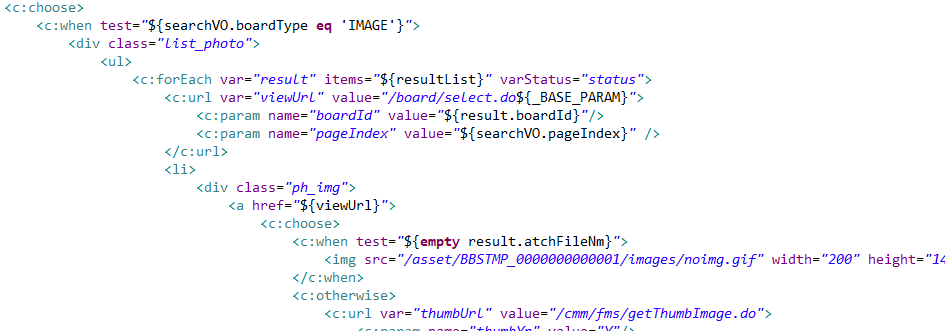 <c:choose>
<c:when test="${searchVO.boardType eq 'IMAGE'}">
<div class="list_photo">
<ul>
<c:forEach var="result" items="${resultList}" varStatus="status">
<c:url var="viewUrl" value="/board/select.do${_BASE_PARAM}">
<c:param name="boardId" value="${result.boardId}"/>
<c:param name="pageIndex" value="${searchVO.pageIndex}" />
</c:url>
<li>
<div class="ph_img">
<a href="${viewUrl}">
<c:choose>
<c:when test="${empty result.atchFileNm}">
<img src="/asset/BBSTMP_0000000000001/images/noimg.gif" width="200" height="14
</c:when>
<c:otherwise>
<c:url var="thumbUrl" value="/cmm/fms/getThumbImage.do">
<c:param name="thumbYn" value="Y"/>